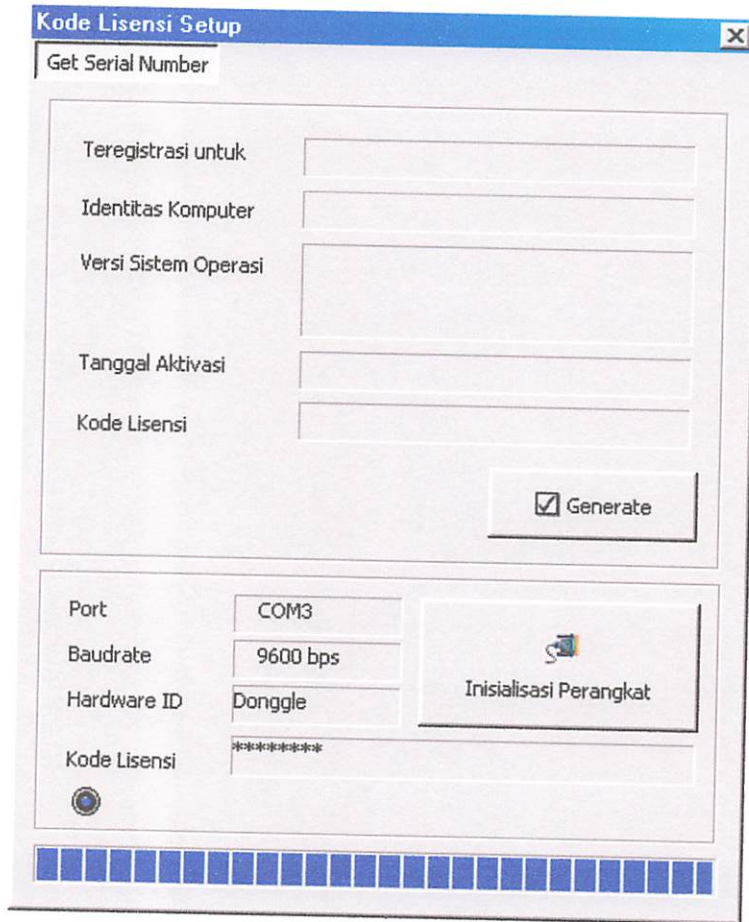 Kode Lisensi Setup
Get Serial Number
Teregistrasi untuk
Identitas Komputer
Versi Sistem Operasi
Tanggal Aktivasi
Kode Lisensi
Generate
Port COM3
Baudrate 9600 bps
Hardware ID Donggle
Inisialisasi Perangkat
Kode Lisensi ********